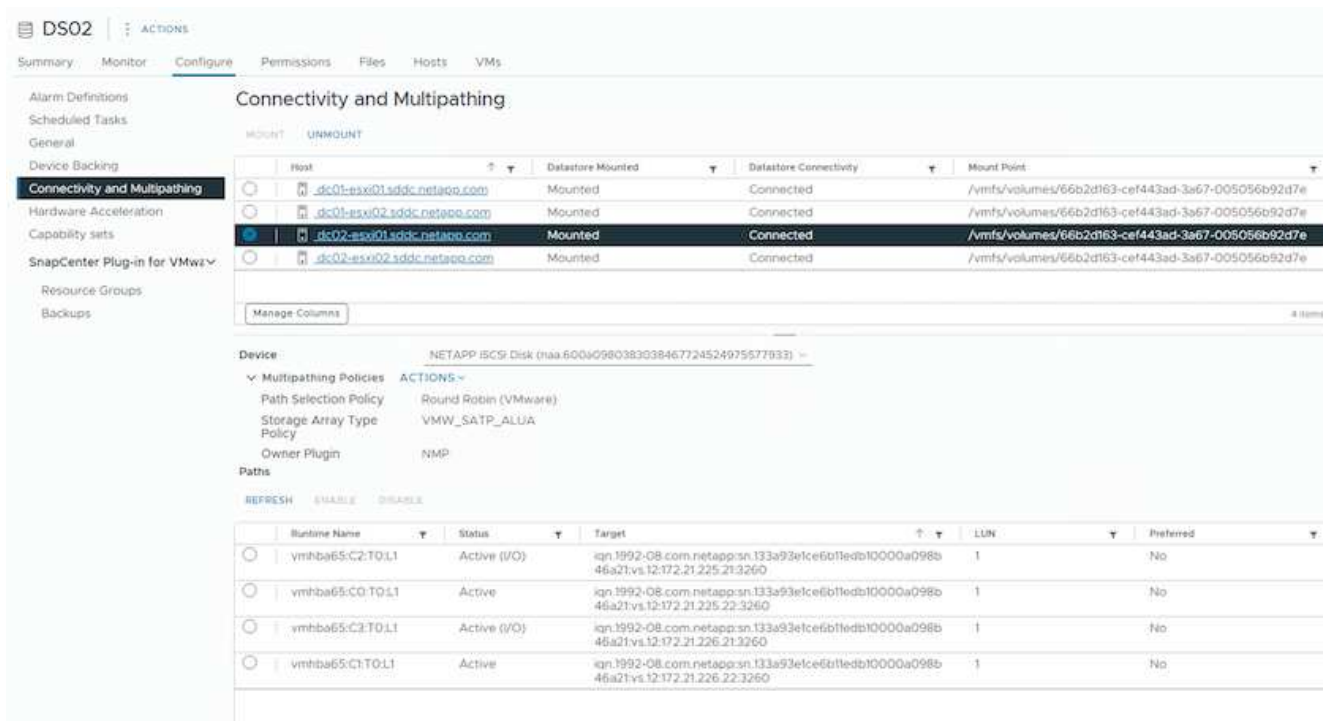 DS02 ACTIONS
Summary Monitor Configure Permissions Files Hosts VMs
Alarm Definitions
Scheduled Tasks
General
Device Backing
Connectivity and Multipathing
Hardware Acceleration
Capability sets
SnapCenter Plug-in for VMwa
Resource Groups
Backups
Connectivity and Multipathing
MOUNT UNMOUNT
Host Datastore Mounted Datastore Connectivity Mount Point
dc01-esxi01.sddc.netapp.com Mounted Connected /vmfs/volumes/66b2d163-cef443ad-3a67-005056b92d7e
dc01-esxi02.sddc.netapp.com Mounted Connected /vmfs/volumes/66b2d163-cef443ad-3a67-005056b92d7e
dc02-esxi01.sddc.netapp.com Mounted Connected /vmfs/volumes/66b2d163-cef443ad-3a67-005056b92d7e
dc02-esxi02.sddc.netapp.com Mounted Connected /vmfs/volumes/66b2d163-cef443ad-3a67-005056b92d7e
Manage Columns 4 items
Device NETAPP iSCSI Disk (naa.600a0980383038467724524975577933)
Multipathing Policies ACTIONS
Path Selection Policy Round Robin (VMware)
Storage Array Type VMW_SATP_ALUA
Policy
Owner Plugin NMP
Paths
REFRESH ENABLE DISABLE
Runtime Name Status Target LUN Preferred
vmhba65:C2:T0:L1 Active (I/O) iqn.1992-08.com.netapp:sn.133a93e1ce6b11edb10000a098b 1 No
46a21:vs.12:172.21.225.21:3260
vmhba65:C0:T0:L1 Active iqn.1992-08.com.netapp:sn.133a93e1ce6b11edb10000a098b 1 No
46a21:vs.12:172.21.225.22:3260
vmhba65:C3:T0:L1 Active (I/O) iqn.1992-08.com.netapp:sn.133a93e1ce6b11edb10000a098b 1 No
46a21:vs.12:172.21.226.21:3260
vmhba65:C1:T0:L1 Active iqn.1992-08.com.netapp:sn.133a93e1ce6b11edb10000a098b 1 No
46a21:vs.12:172.21.226.22:3260